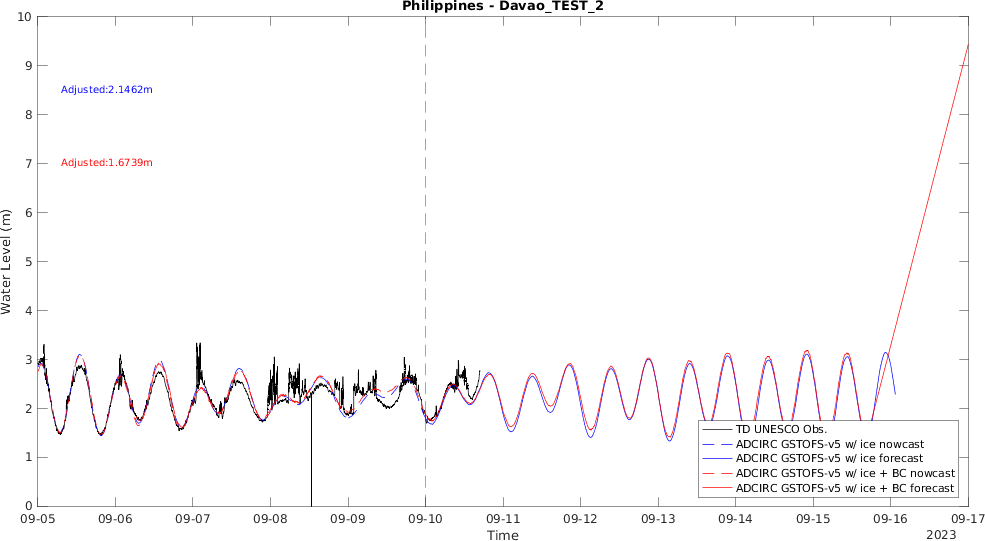 Philippines - Davao_TEST_2
10
9
8
7
6
5
4
3
2
1
0
Water Level (m)
Adjusted:2.1462m
Adjusted:1.6739m
TD UNESCO Obs.
ADCIRC GSTOFS-v5 w/ ice nowcast
ADCIRC GSTOFS-v5 w/ ice forecast
ADCIRC GSTOFS-v5 w/ ice + BC nowcast
ADCIRC GSTOFS-v5 w/ ice + BC forecast
09-05 09-06 09-07 09-08 09-09 09-10 09-11 09-12 09-13 09-14 09-15 09-16 09-17
Time
2023